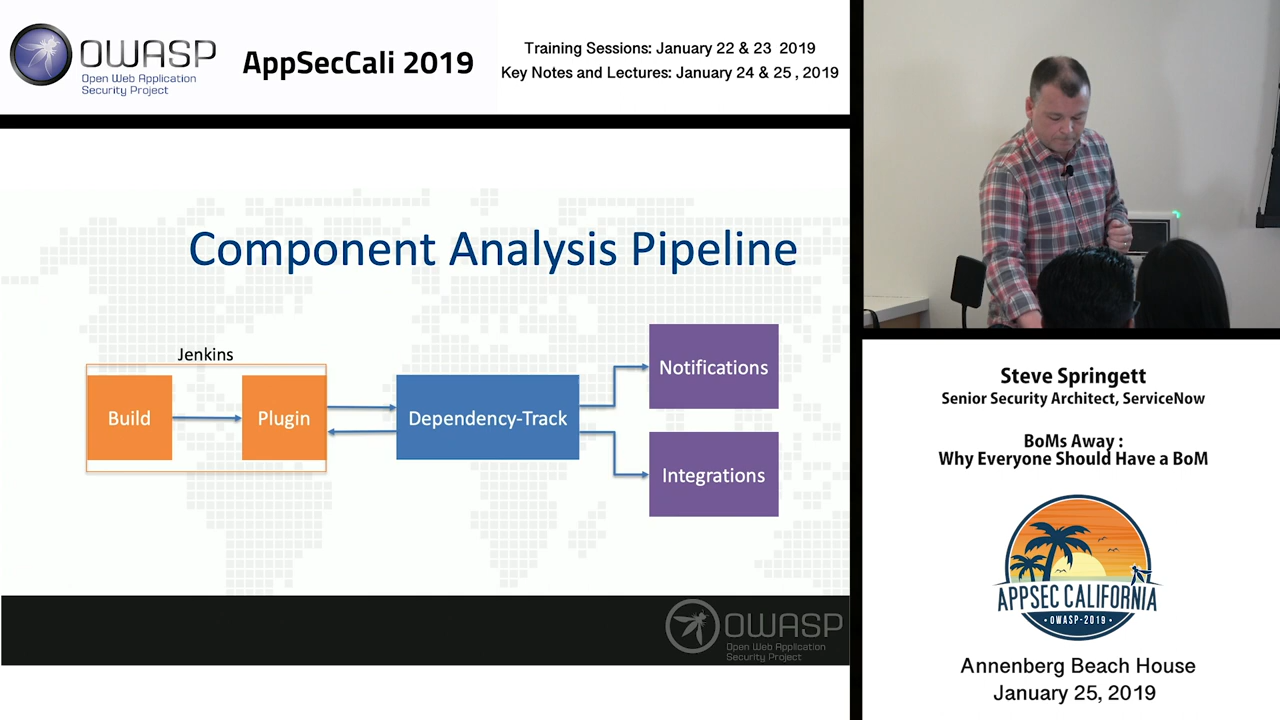 OWASP
Open Web Application
Security Project
AppSecCali 2019
Training Sessions: January 22 & 23 2019
Key Notes and Lectures: January 24 & 25 , 2019
Component Analysis Pipeline
Jenkins
Build
Plugin
Dependency-Track
Notifications
Integrations
OWASP
Open Web Application
Security Project
Steve Springett
Senior Security Architect, ServiceNow
BoMs Away :
Why Everyone Should Have a BoM
APPSEC CALIFORNIA
• OWASP-2019 •
Annenberg Beach House
January 25, 2019